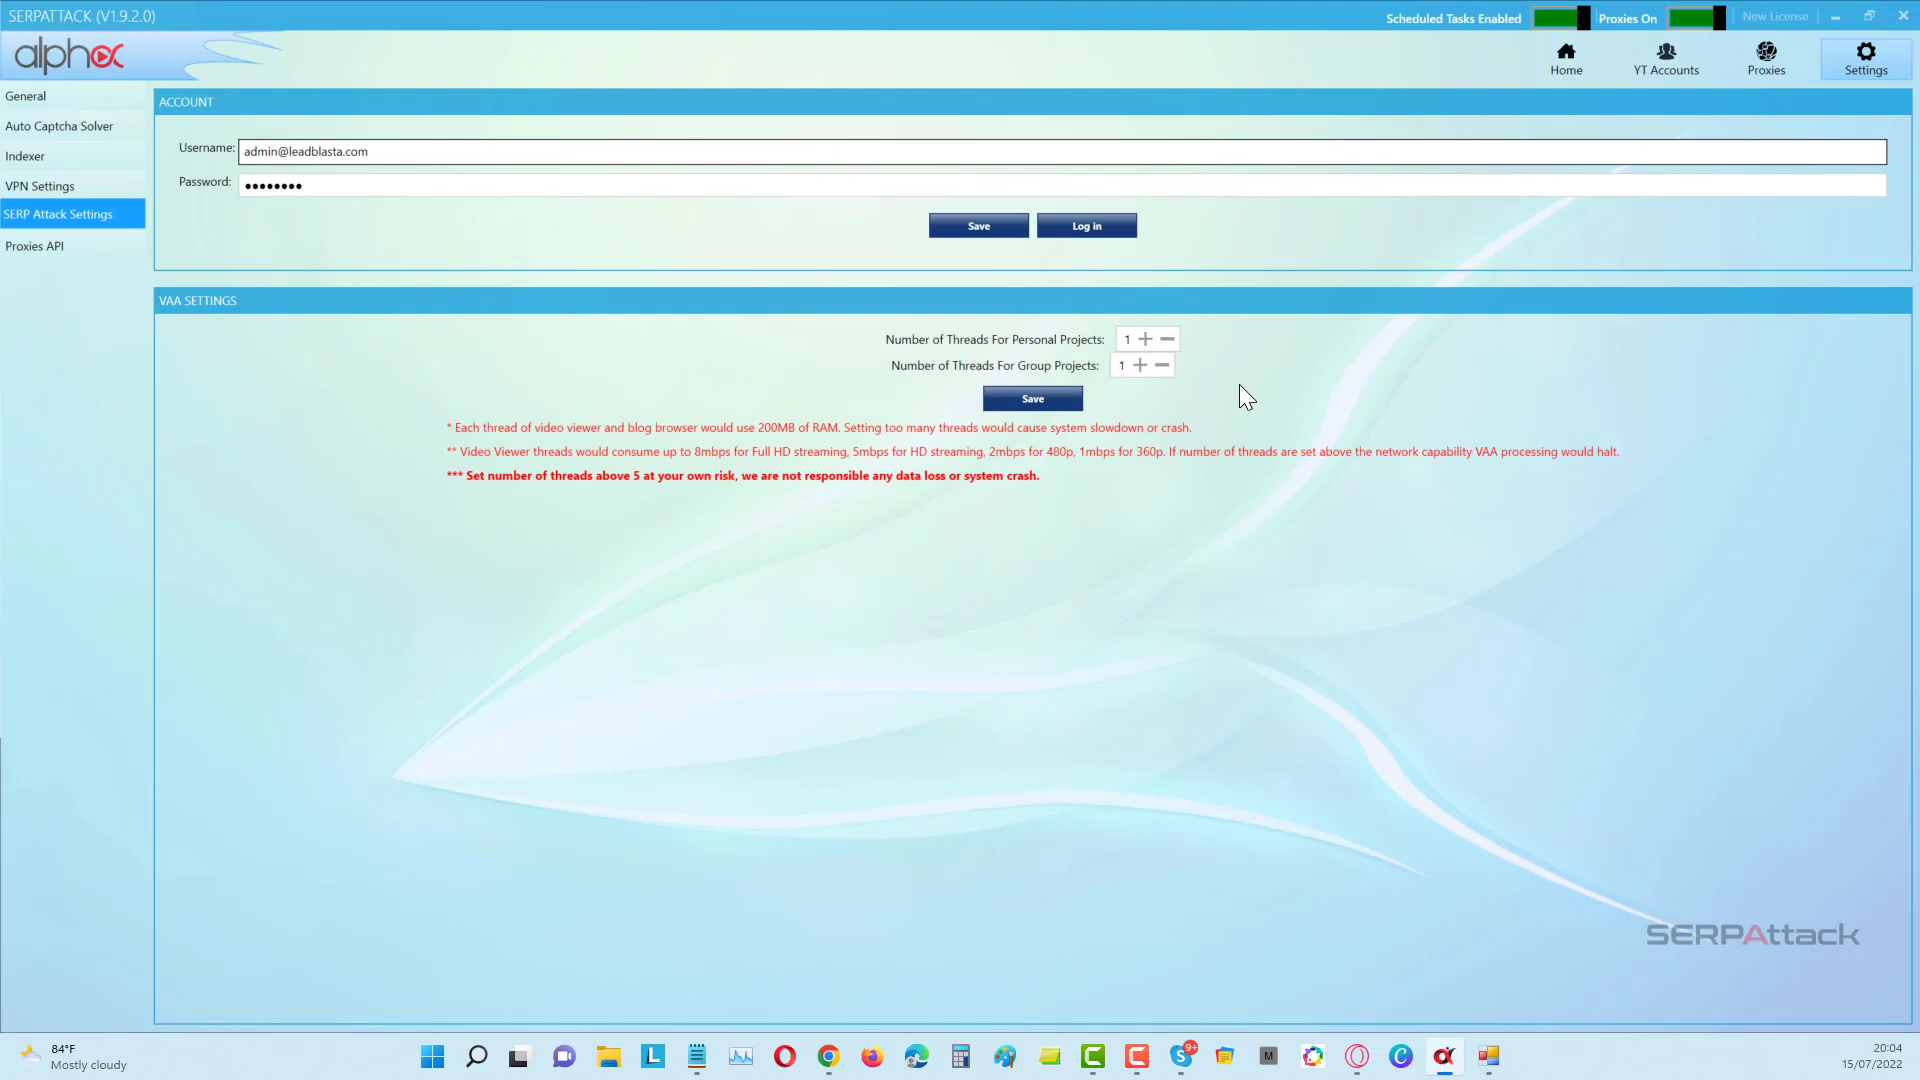 SERPATTACK (V1.9.2.0)
Scheduled Tasks Enabled
Proxies On
New License
alpha
Home
YT Accounts
Proxies
Settings
General
Auto Captcha Solver
Indexer
VPN Settings
SERP Attack Settings
Proxies API
ACCOUNT
Username: admin@leadblasta.com
Password: ●●●●●●●●
Save
Log in
VAA SETTINGS
Number of Threads For Personal Projects: 1
Number of Threads For Group Projects: 1
Save
* Each thread of video viewer and blog browser would use 200MB of RAM. Setting too many threads would cause system slowdown or crash.
** Video Viewer threads would consume up to 8mbps for Full HD streaming, 5mbps for HD streaming, 2mbps for 480p, 1mbps for 360p. If number of threads are set above the network capability VAA processing would halt.
*** Set number of threads above 5 at your own risk, we are not responsible any data loss or system crash.
SERPAttack
84°F
Mostly cloudy
L
9+
M
C
20:04
15/07/2022